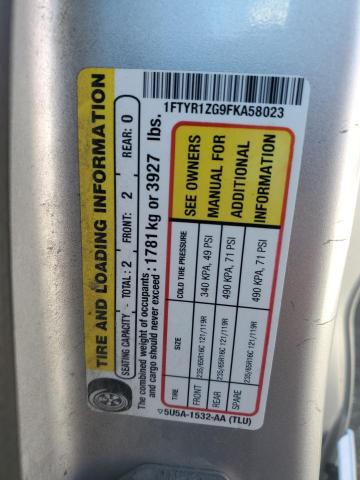 TIRE AND LOADING INFORMATION
SEATING CAPACITY - TOTAL: 2 FRONT: 2 REAR: 0
The combined weight of occupants
and cargo should never exceed : 1781 kg or 3927 lbs.
TIRE SIZE COLD TIRE PRESSURE
FRONT 235/65R16C 121/119R 340 KPA, 49 PSI
REAR 235/65R16C 121/119R 490 KPA, 71 PSI
SPARE 235/65R16C 121/119R 490 KPA, 71 PSI
SEE OWNERS
MANUAL FOR
ADDITIONAL
INFORMATION
5U5A-1532-AA (TLU)
1FTYR1ZG9FKA58023